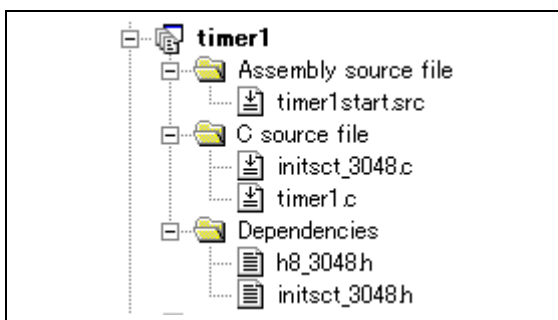 timer1
Assembly source file
timer1start.src
C source file
initsct_3048.c
timer1.c
Dependencies
h8_3048.h
initsct_3048.h